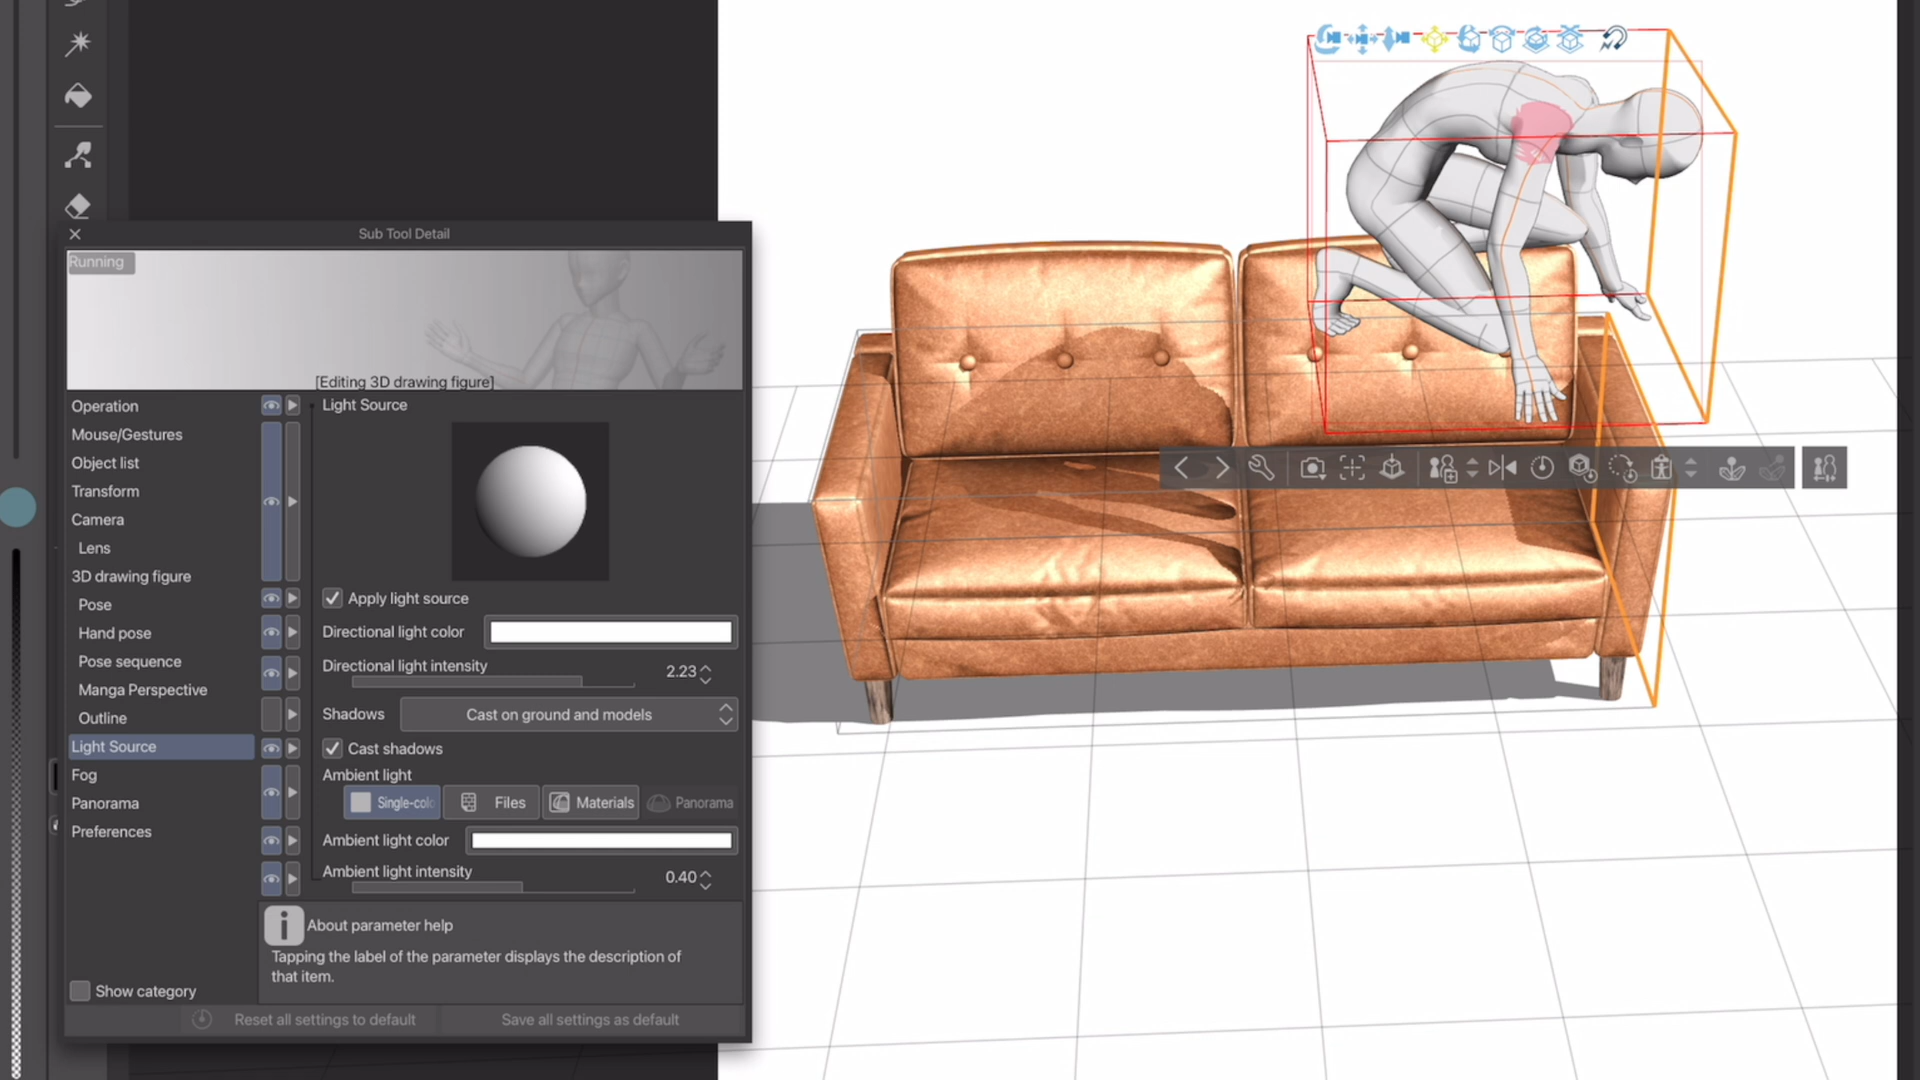 Sub Tool Detail
Running
[Editing 3D drawing figure]
Operation
Mouse/Gestures
Object list
Transform
Camera
Lens
3D drawing figure
Pose
Hand pose
Pose sequence
Manga Perspective
Outline
Light Source
Fog
Panorama
Preferences
Show category
Light Source
Apply light source
Directional light color
Directional light intensity
2.23
Shadows
Cast on ground and models
Cast shadows
Ambient light
Single-colo
Files
Materials
Panorama
Ambient light color
Ambient light intensity
0.40
About parameter help
Tapping the label of the parameter displays the description of
that item.
Reset all settings to default
Save all settings as default